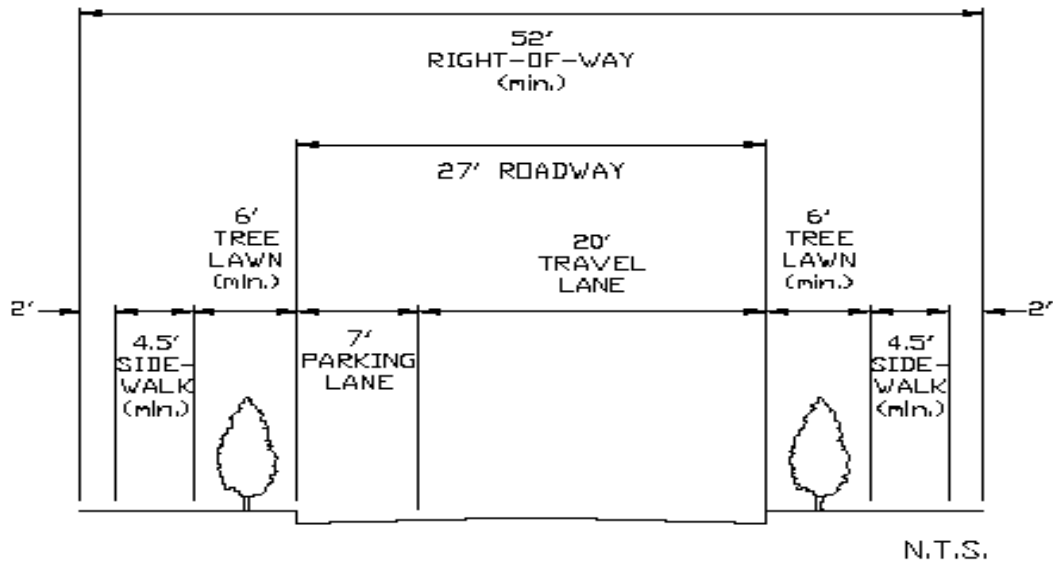 52'
RIGHT-OF-WAY
(min.)
27' ROADWAY
6'
TREE
LAWN
(min.)
20'
TRAVEL
LANE
6'
TREE
LAWN
(min.)
2'
2'
4.5'
SIDE-
WALK
(min.)
7'
PARKING
LANE
4.5'
SIDE-
WALK
(min.)
N.T.S.